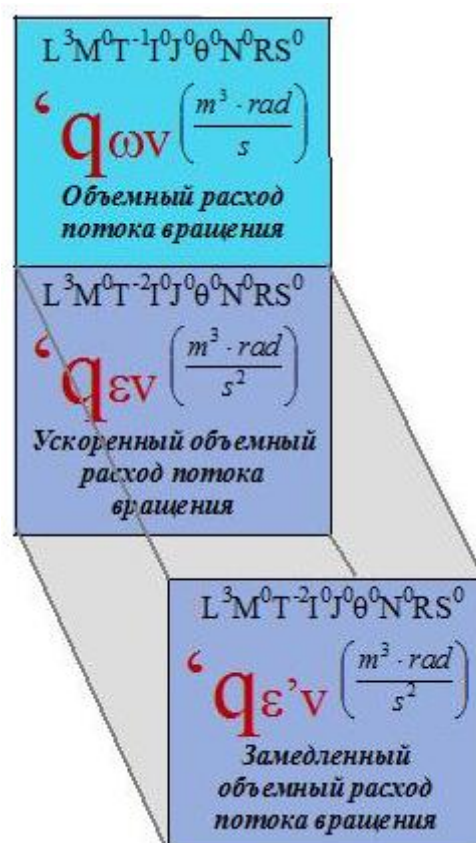 L³M⁰T⁻¹I⁰J⁰θ⁰N⁰RS⁰
‘qωv (m³ · rad / s)
Объемный расход
потока вращения
L³M⁰T⁻²I⁰J⁰θ⁰N⁰RS⁰
‘qεv (m³ · rad / s²)
Ускоренный объемный
расход потока
вращения
L³M⁰T⁻²I⁰J⁰θ⁰N⁰RS⁰
‘qε’v (m³ · rad / s²)
Замедленный
объемный расход
потока вращения